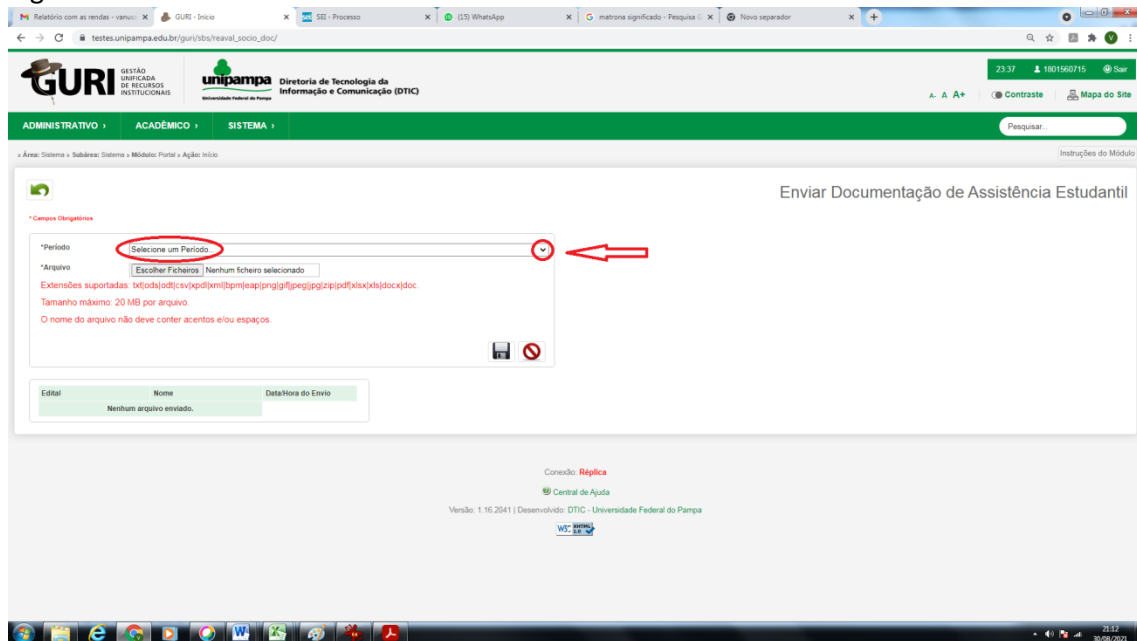 Relatório com as rendas - vanus
GURI - Início
SEI - Processo
(15) WhatsApp
matrona significado - Pesquisa G
Novo separador
testes.unipampa.edu.br/guri/sbs/reaval_socio_doc/
GURI
GESTÃO
UNIFICADA
DE RECURSOS
INSTITUCIONAIS
unipampa
Universidade Federal do Pampa
Diretoria de Tecnologia da
Informação e Comunicação (DTIC)
23:37 1801560715 Sair
A- A A+ Contraste Mapa do Site
ADMINISTRATIVO › ACADÊMICO › SISTEMA › Pesquisar...
» Área: Sistema » Subárea: Sistema » Módulo: Portal » Ação: Início
Instruções do Módulo
Enviar Documentação de Assistência Estudantil
* Campos Obrigatórios
*Período Selecione um Período...
*Arquivo Escolher Ficheiros Nenhum ficheiro selecionado
Extensões suportadas: txt|ods|odt|csv|xpdl|xml|bpm|eap|png|gif|jpeg|jpg|zip|pdf|xlsx|xls|docx|doc.
Tamanho máximo: 20 MB por arquivo.
O nome do arquivo não deve conter acentos e/ou espaços.
Edital Nome Data/Hora do Envio
Nenhum arquivo enviado.
Conexão: Réplica
Central de Ajuda
Versão: 1.16.2041 | Desenvolvido: DTIC - Universidade Federal do Pampa
W3C XHTML 1.0
21:12
30/08/2021